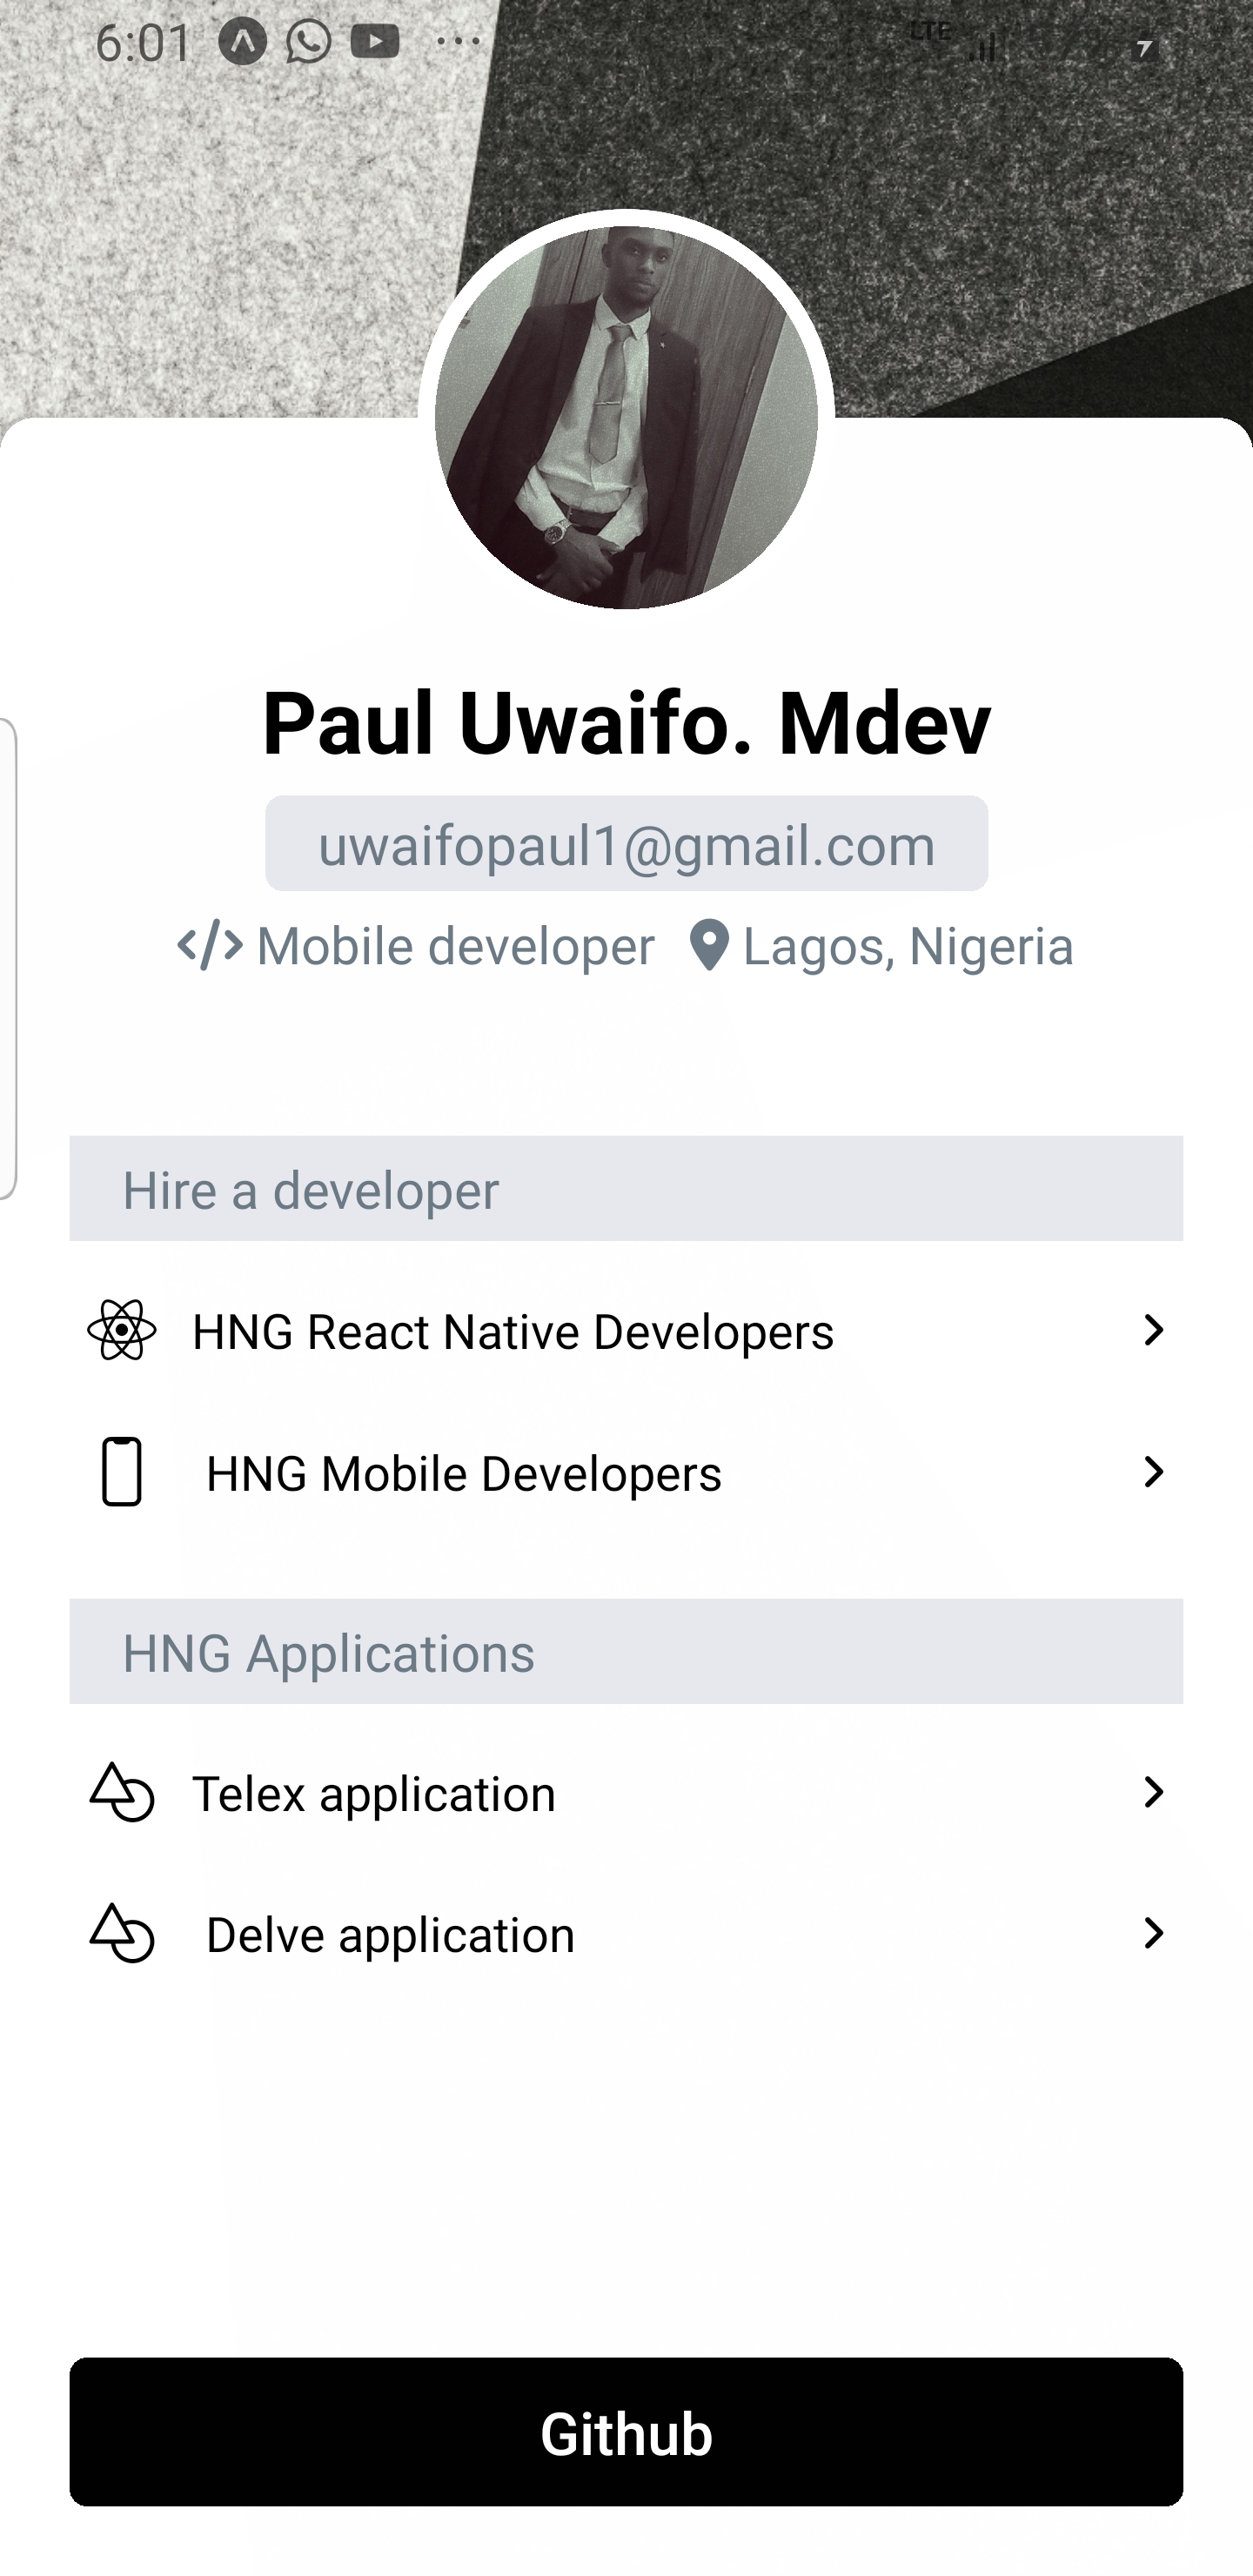 6:01
LTE
Paul Uwaifo. Mdev
uwaifopaul1@gmail.com
Mobile developer Lagos, Nigeria
Hire a developer
HNG React Native Developers
HNG Mobile Developers
HNG Applications
Telex application
Delve application
Github